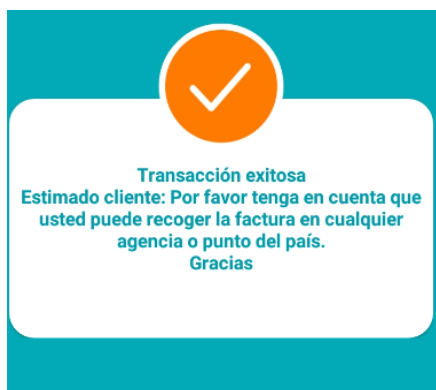 Transacción exitosa
Estimado cliente: Por favor tenga en cuenta que
usted puede recoger la factura en cualquier
agencia o punto del país.
Gracias